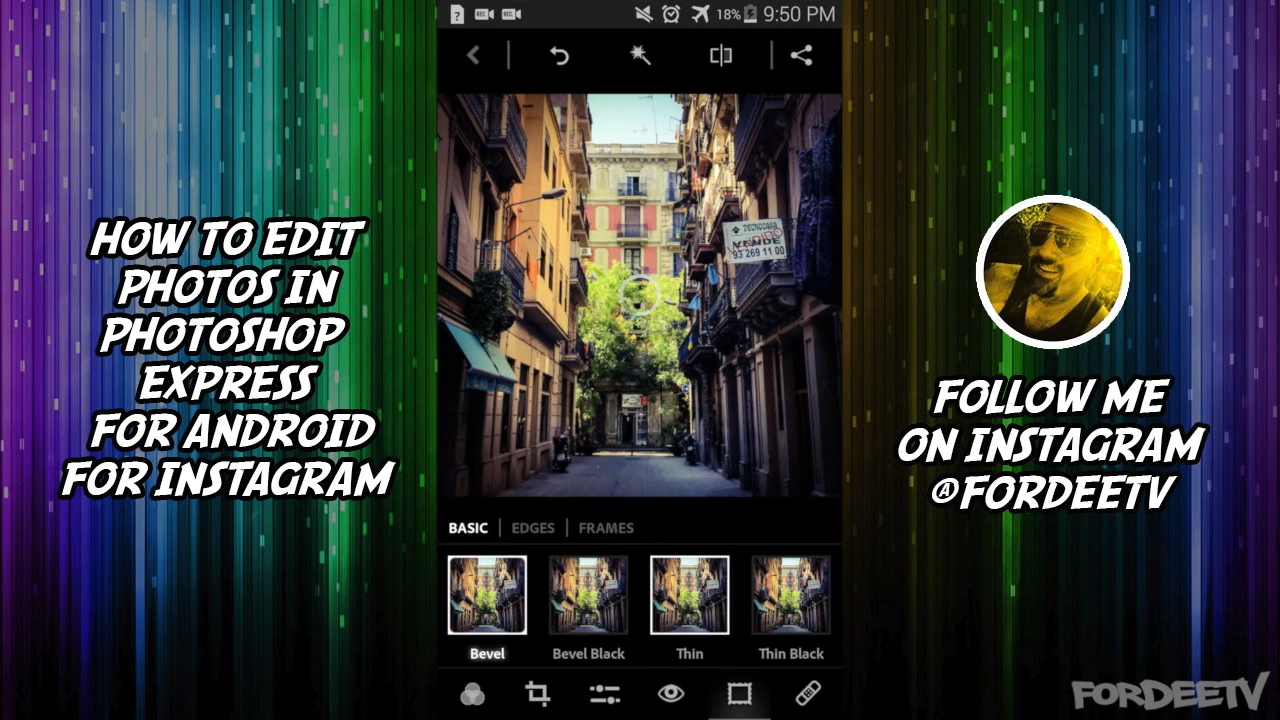 HOW TO EDIT
PHOTOS IN
PHOTOSHOP
EXPRESS
FOR ANDROID
FOR INSTAGRAM
18% 9:50 PM
TECNOCASA
VENDE
93 269 11 00
BASIC | EDGES | FRAMES
Bevel
Bevel Black
Thin
Thin Black
FOLLOW ME
ON INSTAGRAM
@FORDEETV
FORDEETV